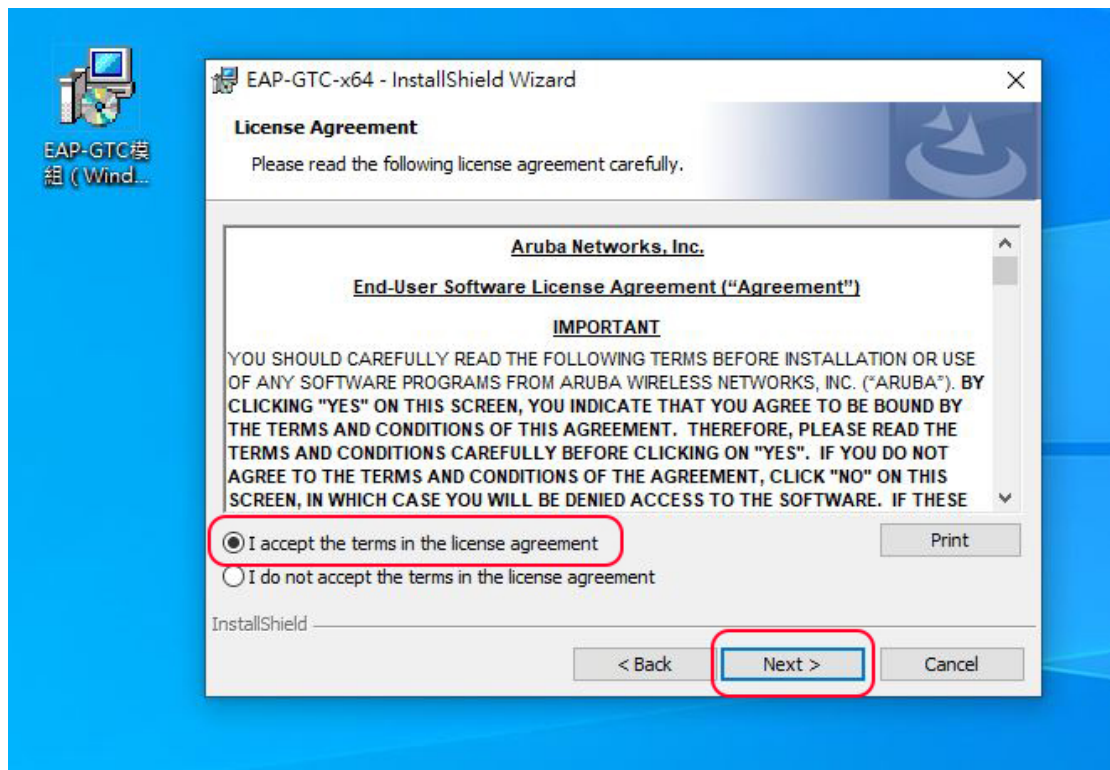 EAP-GTC模
組 ( Wind...
EAP-GTC-x64 - InstallShield Wizard
License Agreement
Please read the following license agreement carefully.
Aruba Networks, Inc.
End-User Software License Agreement (“Agreement”)
IMPORTANT
YOU SHOULD CAREFULLY READ THE FOLLOWING TERMS BEFORE INSTALLATION OR USE
OF ANY SOFTWARE PROGRAMS FROM ARUBA WIRELESS NETWORKS, INC. (“ARUBA”). BY
CLICKING "YES" ON THIS SCREEN, YOU INDICATE THAT YOU AGREE TO BE BOUND BY
THE TERMS AND CONDITIONS OF THIS AGREEMENT. THEREFORE, PLEASE READ THE
TERMS AND CONDITIONS CAREFULLY BEFORE CLICKING ON "YES". IF YOU DO NOT
AGREE TO THE TERMS AND CONDITIONS OF THE AGREEMENT, CLICK "NO" ON THIS
SCREEN, IN WHICH CASE YOU WILL BE DENIED ACCESS TO THE SOFTWARE. IF THESE
I accept the terms in the license agreement
Print
I do not accept the terms in the license agreement
InstallShield
< Back
Next >
Cancel